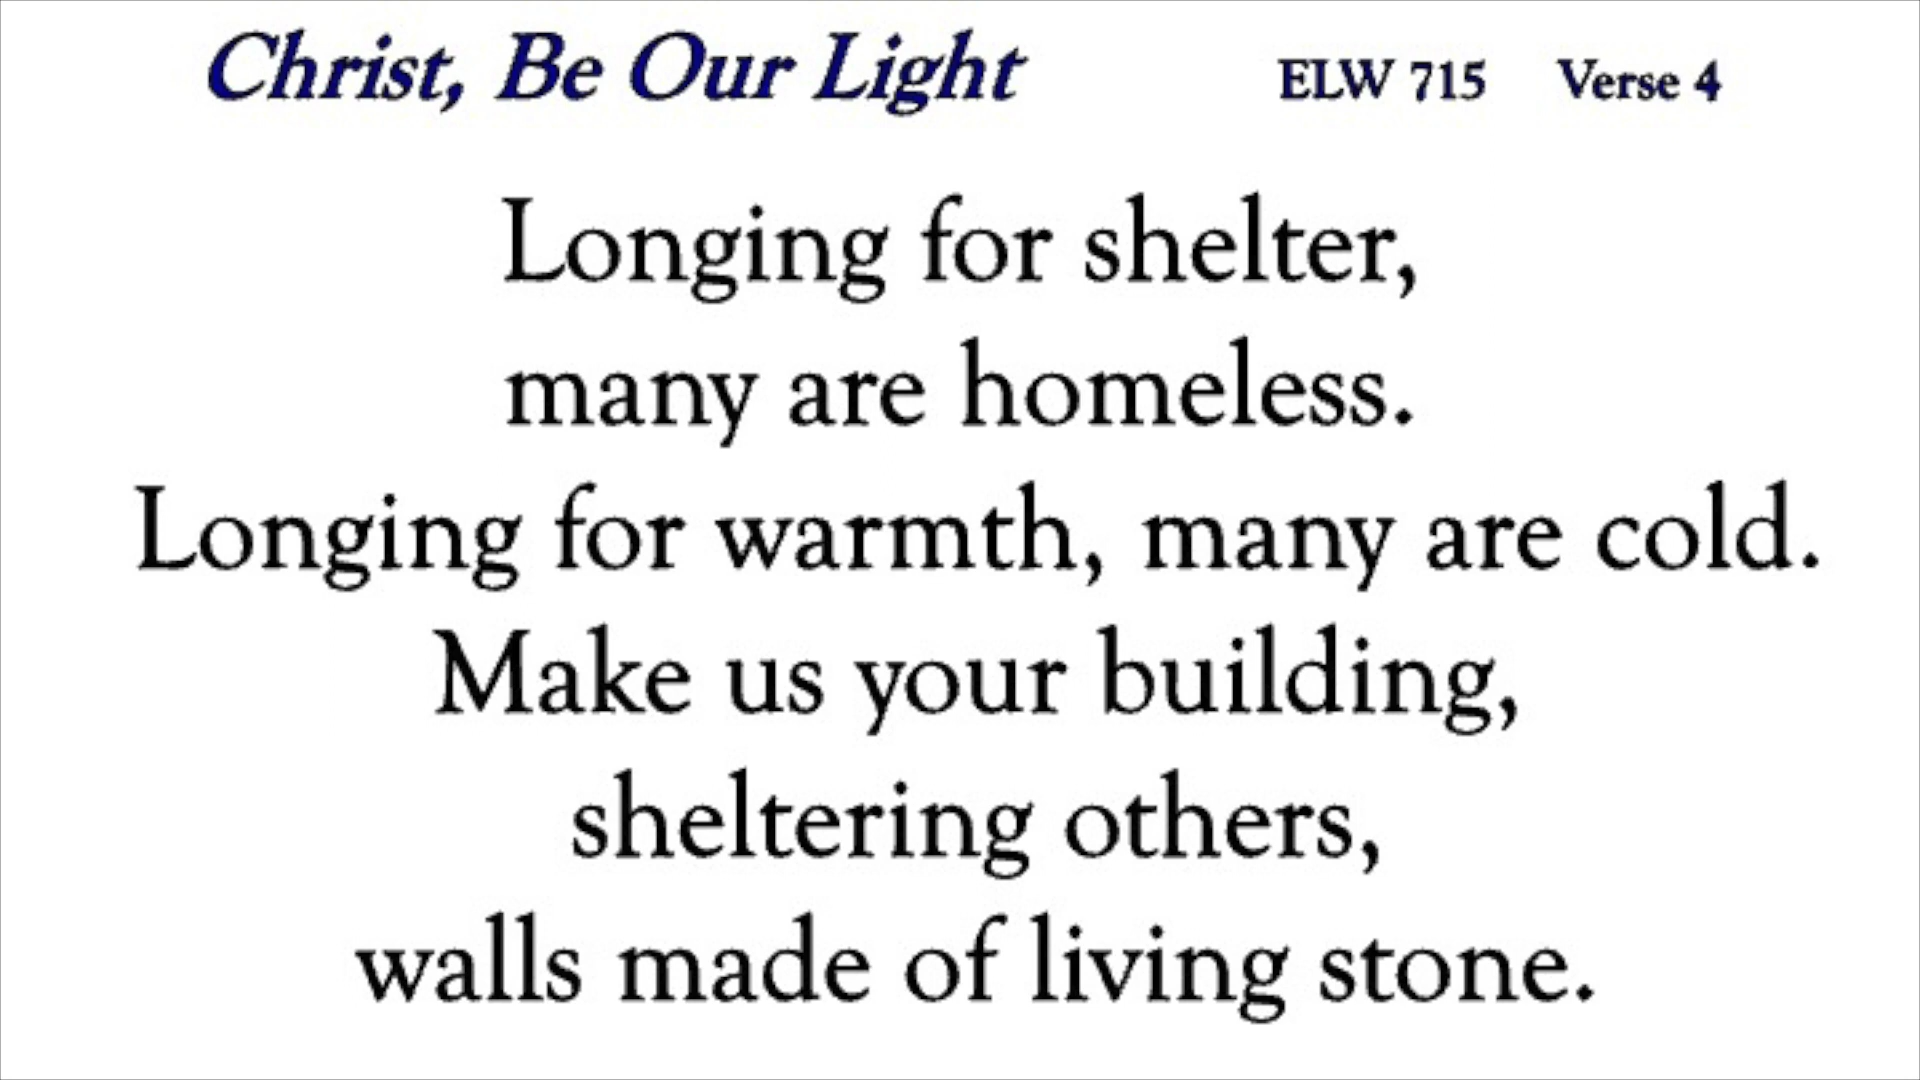 Christ, Be Our Light ELW 715 Verse 4
Longing for shelter,
many are homeless.
Longing for warmth, many are cold.
Make us your building,
sheltering others,
walls made of living stone.